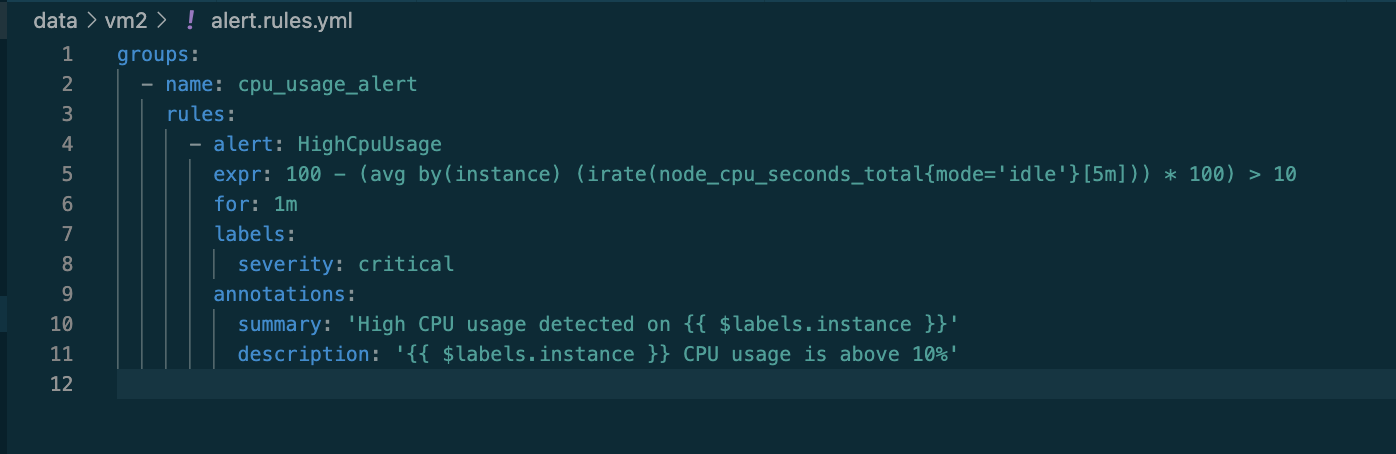 data > vm2 > ! alert.rules.yml
1 groups:
2   - name: cpu_usage_alert
3     rules:
4       - alert: HighCpuUsage
5         expr: 100 - (avg by(instance) (irate(node_cpu_seconds_total{mode='idle'}[5m])) * 100) > 10
6         for: 1m
7         labels:
8           severity: critical
9         annotations:
10           summary: 'High CPU usage detected on {{ $labels.instance }}'
11           description: '{{ $labels.instance }} CPU usage is above 10%'
12